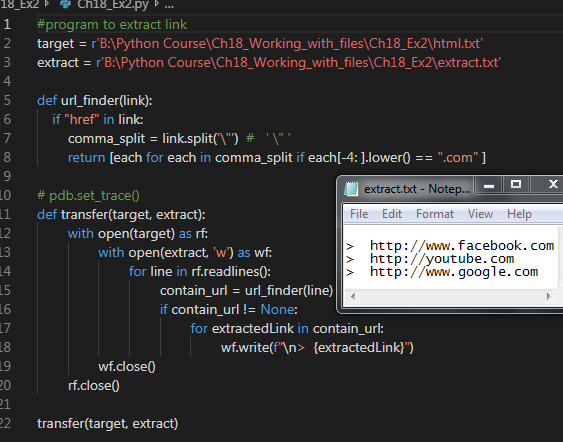 18_Ex2 > Ch18_Ex2.py > ...
1 #program to extract link
2 target = r'B:\Python Course\Ch18_Working_with_files\Ch18_Ex2\html.txt'
3 extract = r'B:\Python Course\Ch18_Working_with_files\Ch18_Ex2\extract.txt'
4
5 def url_finder(link):
6 if "href" in link:
7 comma_split = link.split('\"') # ' \" '
8 return [each for each in comma_split if each[-4: ].lower() == ".com" ]
9
10 # pdb.set_trace()
11 def transfer(target, extract):
12 with open(target) as rf:
13 with open(extract, 'w') as wf:
14 for line in rf.readlines():
15 contain_url = url_finder(line)
16 if contain_url != None:
17 for extractedLink in contain_url:
18 wf.write(f"\n> {extractedLink}")
19 wf.close()
20 rf.close()
21
22 transfer(target, extract)
extract.txt - Notep...
File Edit Format View Help
> http://www.facebook.com
> http://youtube.com
> http://www.google.com